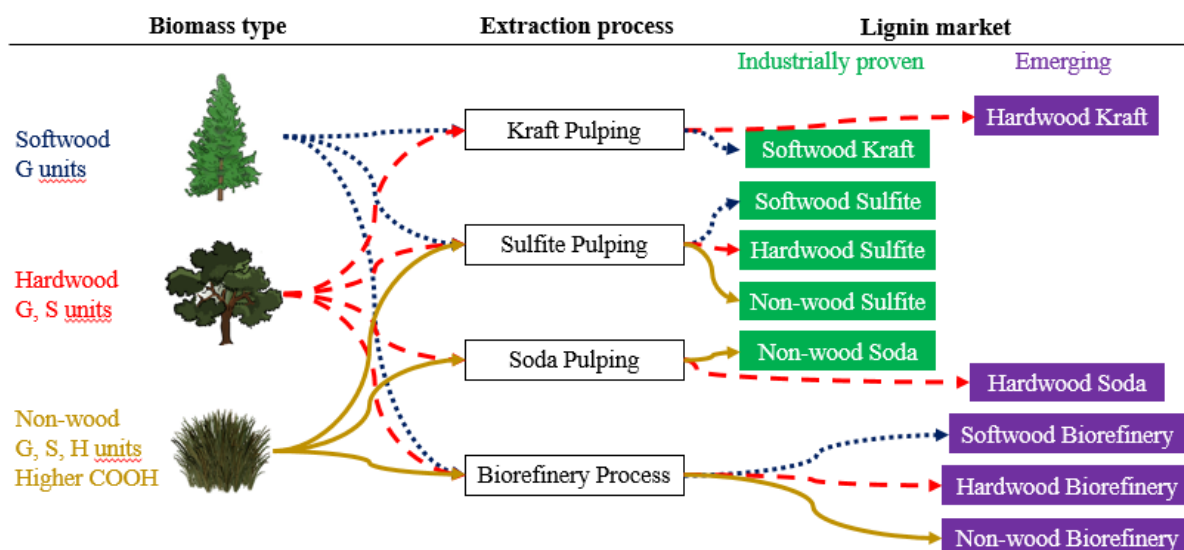 Biomass type
Extraction process
Lignin market
Industrially proven
Emerging
Softwood
G units
Hardwood
G, S units
Non-wood
G, S, H units
Higher COOH
Kraft Pulping
Sulfite Pulping
Soda Pulping
Biorefinery Process
Softwood Kraft
Softwood Sulfite
Hardwood Sulfite
Non-wood Sulfite
Non-wood Soda
Hardwood Kraft
Hardwood Soda
Softwood Biorefinery
Hardwood Biorefinery
Non-wood Biorefinery